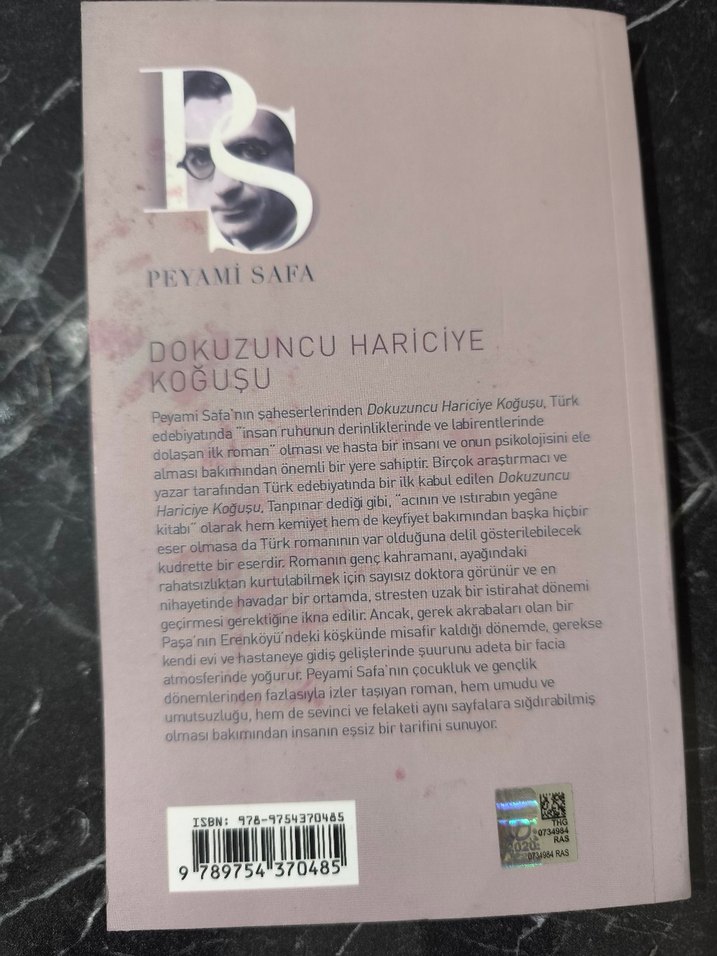 PS
PEYAMİ SAFA
DOKUZUNCU HARİCİYE
KOĞUŞU
Peyami Safa'nın şaheserlerinden Dokuzuncu Hariciye Koğuşu, Türk
edebiyatında "insan ruhunun derinliklerinde ve labirentlerinde
dolaşan ilk roman" olması ve hasta bir insanı ve onun psikolojisini ele
alması bakımından önemli bir yere sahiptir. Birçok araştırmacı ve
yazar tarafından Türk edebiyatında bir ilk kabul edilen Dokuzuncu
Hariciye Koğuşu, Tanpınar dediği gibi, "acının ve ıstırabın yegâne
kitabı" olarak hem kemiyet hem de keyfiyet bakımından başka hiçbir
eser olmasa da Türk romanının var olduğuna delil gösterilebilecek
kudrette bir eserdir. Romanın genç kahramanı, ayağındaki
rahatsızlıktan kurtulabilmek için sayısız doktora görünür ve en
nihayetinde havadar bir ortamda, stresten uzak bir istirahat dönemi
geçirmesi gerektiğine ikna edilir. Ancak, gerek akrabaları olan bir
Paşa'nın Erenköyü'ndeki köşkünde misafir kaldığı dönemde, gerekse
kendi evi ve hastaneye gidiş gelişlerinde şuurunu adeta bir facia
atmosferinde yoğurur. Peyami Safa'nın çocukluk ve gençlik
dönemlerinden fazlasıyla izler taşıyan roman, hem umudu ve
umutsuzluğu, hem de sevinci ve felaketi aynı sayfalara sığdırabilmiş
olması bakımından insanın eşsiz bir tarifini sunuyor.
ISBN: 978-9754370485
9 789754 370485
THG
0734984
RAS
2020
0734984 RAS